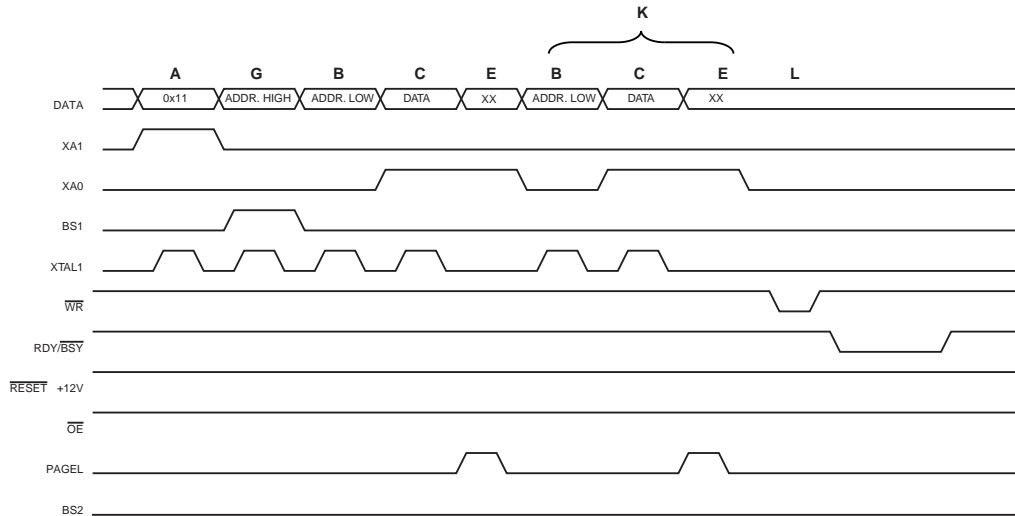 K
A G B C E B C E L
DATA 0x11 ADDR. HIGH ADDR. LOW DATA XX ADDR. LOW DATA XX
XA1
XA0
BS1
XTAL1
WR
RDY/BSY
RESET +12V
OE
PAGEL
BS2